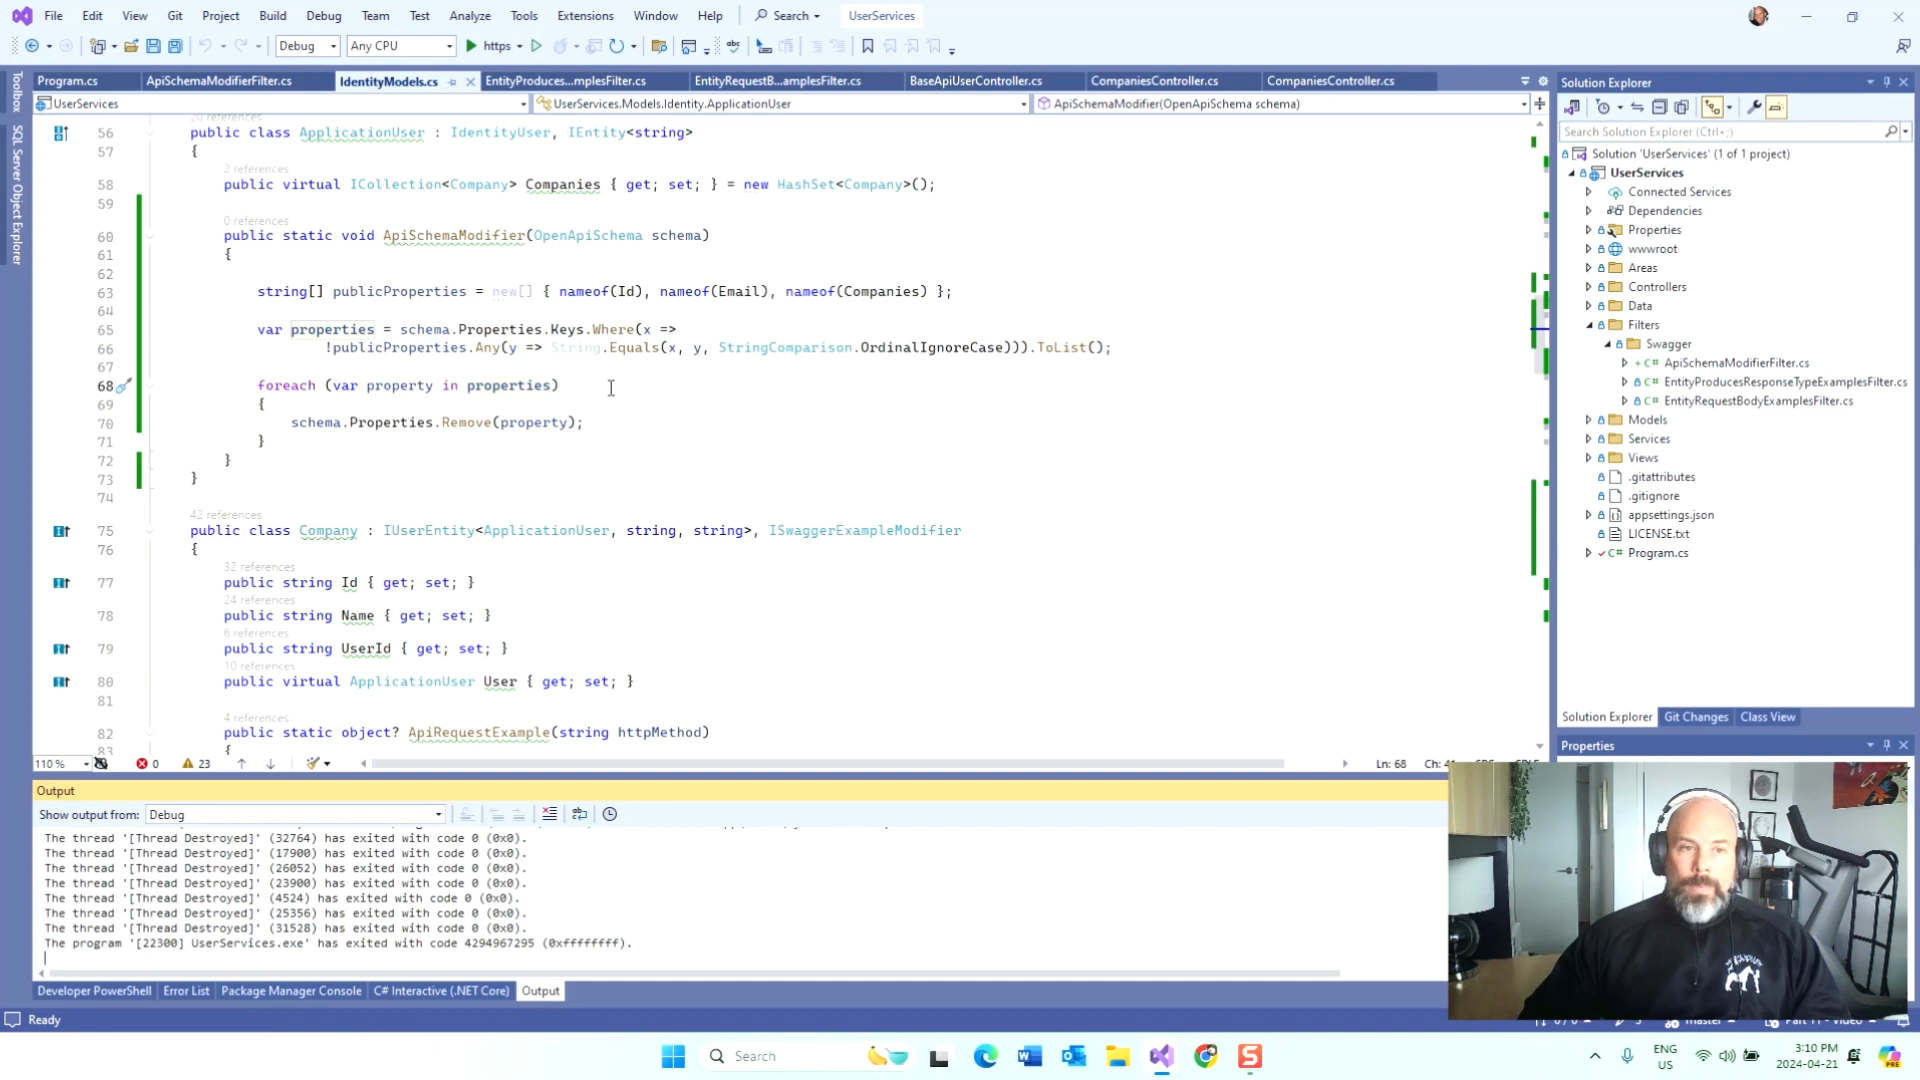 File Edit View Git Project Build Debug Team Test Analyze Tools Extensions Window Help Search UserServices
Debug Any CPU https
Program.cs ApiSchemaModifierFilter.cs IdentityModels.cs EntityProduces...mplesFilter.cs EntityRequestB...amplesFilter.cs BaseApiUserController.cs CompaniesController.cs CompaniesController.cs
UserServices UserServices.Models.Identity.ApplicationUser ApiSchemaModifier(OpenApiSchema schema)
Toolbox
SQL Server Object Explorer
20 references
56 public class ApplicationUser : IdentityUser, IEntity<string>
57 {
2 references
58 public virtual ICollection<Company> Companies { get; set; } = new HashSet<Company>();
59
0 references
60 public static void ApiSchemaModifier(OpenApiSchema schema)
61 {
62
63 string[] publicProperties = new[] { nameof(Id), nameof(Email), nameof(Companies) };
64
65 var properties = schema.Properties.Keys.Where(x =>
66 !publicProperties.Any(y => String.Equals(x, y, StringComparison.OrdinalIgnoreCase))).ToList();
67
68 foreach (var property in properties)
69 {
70 schema.Properties.Remove(property);
71 }
72 }
73 }
74
42 references
75 public class Company : IUserEntity<ApplicationUser, string, string>, ISwaggerExampleModifier
76 {
32 references
77 public string Id { get; set; }
24 references
78 public string Name { get; set; }
6 references
79 public string UserId { get; set; }
10 references
80 public virtual ApplicationUser User { get; set; }
81
4 references
82 public static object? ApiRequestExample(string httpMethod)
83 {
110 % 0 23 Ln: 68
Output
Show output from: Debug
The thread '[Thread Destroyed]' (32764) has exited with code 0 (0x0).
The thread '[Thread Destroyed]' (17900) has exited with code 0 (0x0).
The thread '[Thread Destroyed]' (26052) has exited with code 0 (0x0).
The thread '[Thread Destroyed]' (23900) has exited with code 0 (0x0).
The thread '[Thread Destroyed]' (4524) has exited with code 0 (0x0).
The thread '[Thread Destroyed]' (25356) has exited with code 0 (0x0).
The thread '[Thread Destroyed]' (31528) has exited with code 0 (0x0).
The program '[22300] UserServices.exe' has exited with code 4294967295 (0xffffffff).
Developer PowerShell Error List Package Manager Console C# Interactive (.NET Core) Output
Ready
Solution Explorer
Search Solution Explorer (Ctrl+;)
Solution 'UserServices' (1 of 1 project)
UserServices
Connected Services
Dependencies
Properties
wwwroot
Areas
Controllers
Data
Filters
Swagger
C# ApiSchemaModifierFilter.cs
C# EntityProducesResponseTypeExamplesFilter.cs
C# EntityRequestBodyExamplesFilter.cs
Models
Services
Views
.gitattributes
.gitignore
appsettings.json
LICENSE.txt
C# Program.cs
Solution Explorer Git Changes Class View
Properties
Search
ENG
US
3:10 PM
2024-04-21